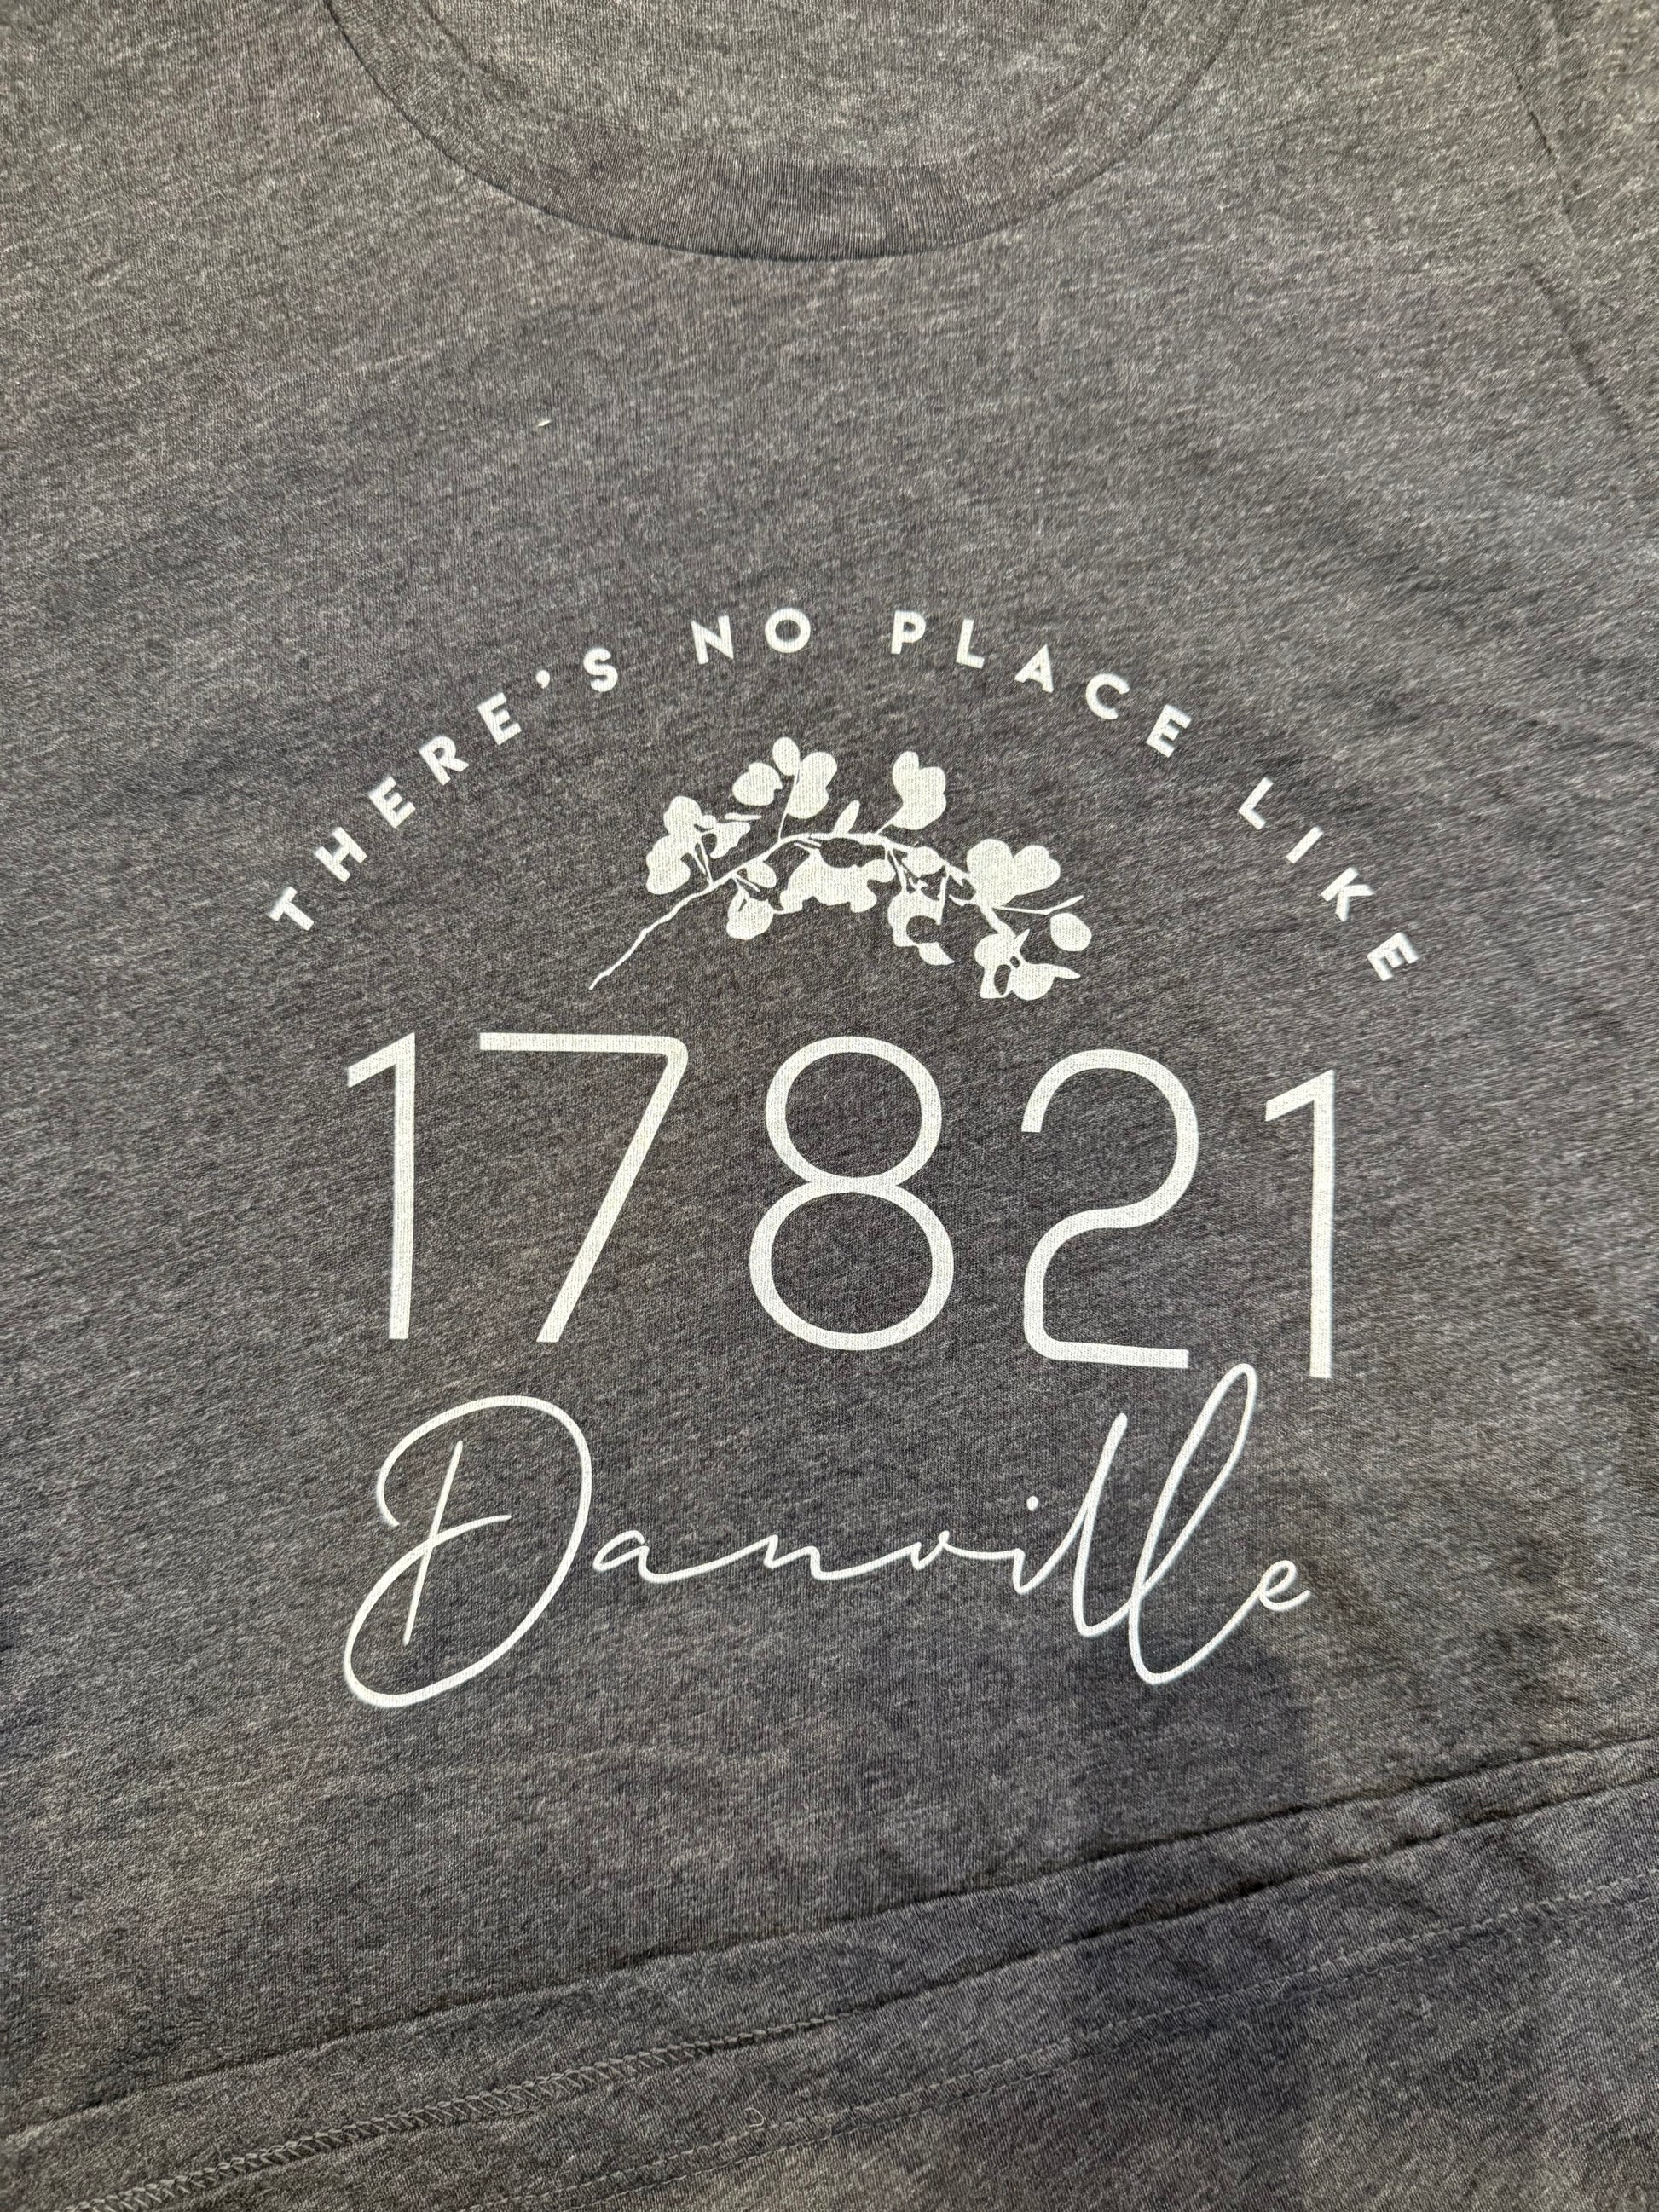 THERE'S NO PLACE LIKE
17821
Danville